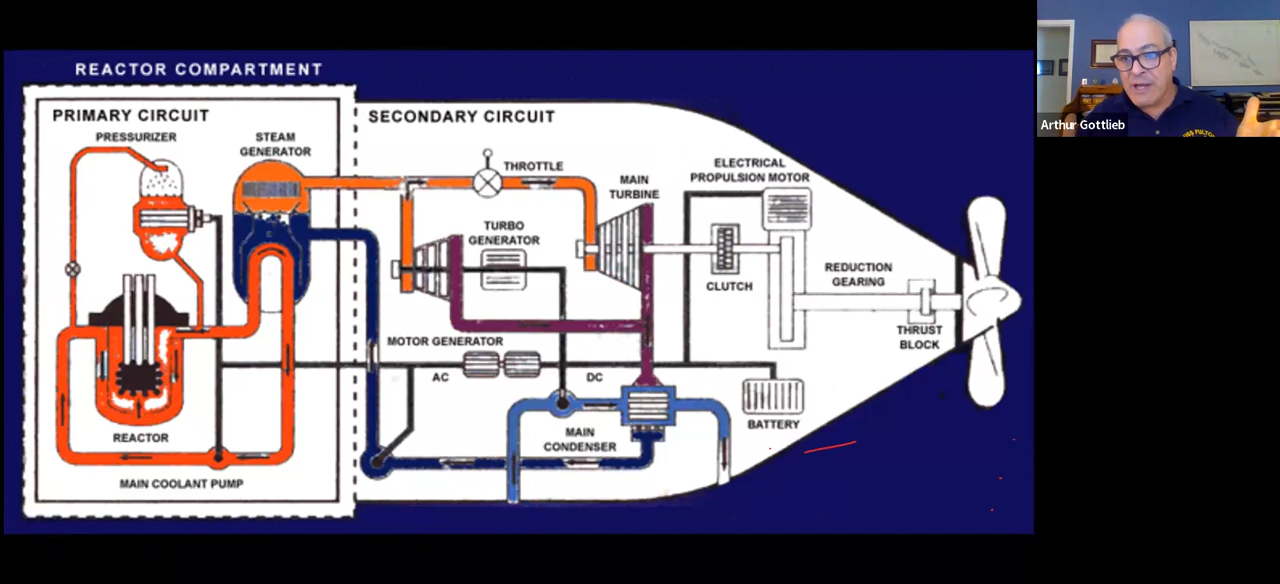 REACTOR COMPARTMENT
PRIMARY CIRCUIT
PRESSURIZER
STEAM
GENERATOR
REACTOR
MAIN COOLANT PUMP
SECONDARY CIRCUIT
THROTTLE
TURBO
GENERATOR
MAIN
TURBINE
ELECTRICAL
PROPULSION MOTOR
CLUTCH
REDUCTION
GEARING
THRUST
BLOCK
MOTOR GENERATOR
AC
DC
BATTERY
MAIN
CONDENSER
Arthur Gottlieb